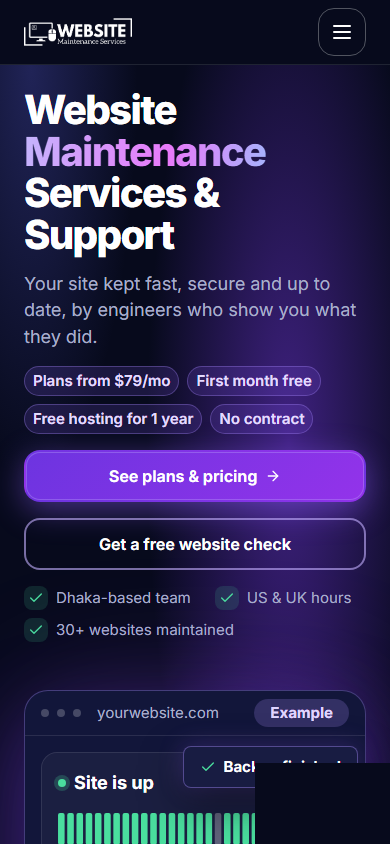 WEBSITE
Maintenance Services
Website
Maintenance
Services &
Support
Your site kept fast, secure and up to
date, by engineers who show you what
they did.
Plans from $79/mo
First month free
Free hosting for 1 year
No contract
See plans & pricing →
Get a free website check
Dhaka-based team
US & UK hours
30+ websites maintained
yourwebsite.com
Example
Site is up